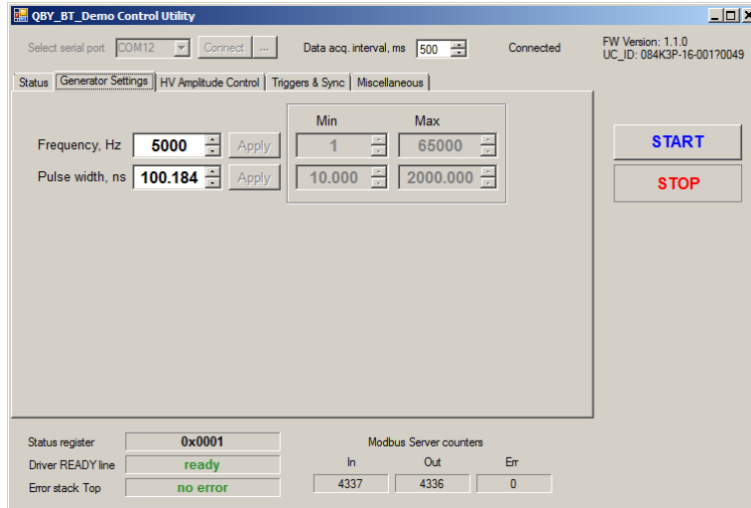 QBY_BT_Demo Control Utility
Select serial port COM12 Connect ... Data acq. interval, ms 500 Connected FW Version: 1.1.0
UC_ID: 084K3P-16-001?0049
Status Generator Settings HV Amplitude Control Triggers & Sync Miscellaneous
Min Max
Frequency, Hz 5000 Apply 1 65000 START
Pulse width, ns 100.184 Apply 10.000 2000.000 STOP
Status register 0x0001 Modbus Server counters
Driver READY line ready In Out Err
Error stack Top no error 4337 4336 0